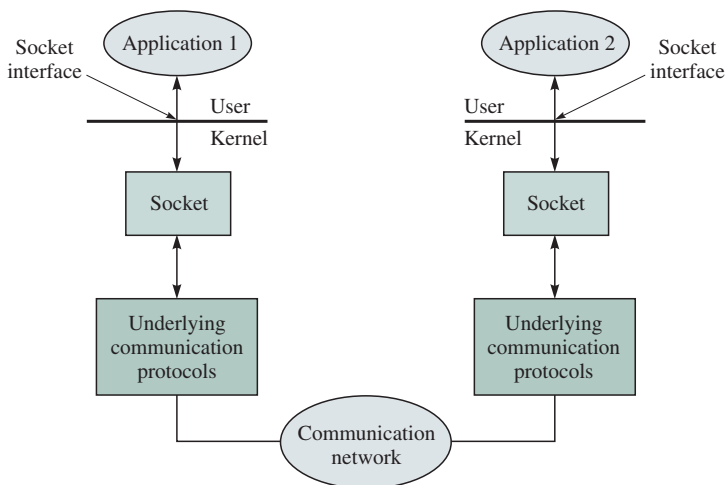 Application 1
Socket
interface
User
Kernel
Socket
Underlying
communication
protocols
Application 2
Socket
interface
User
Kernel
Socket
Underlying
communication
protocols
Communication
network